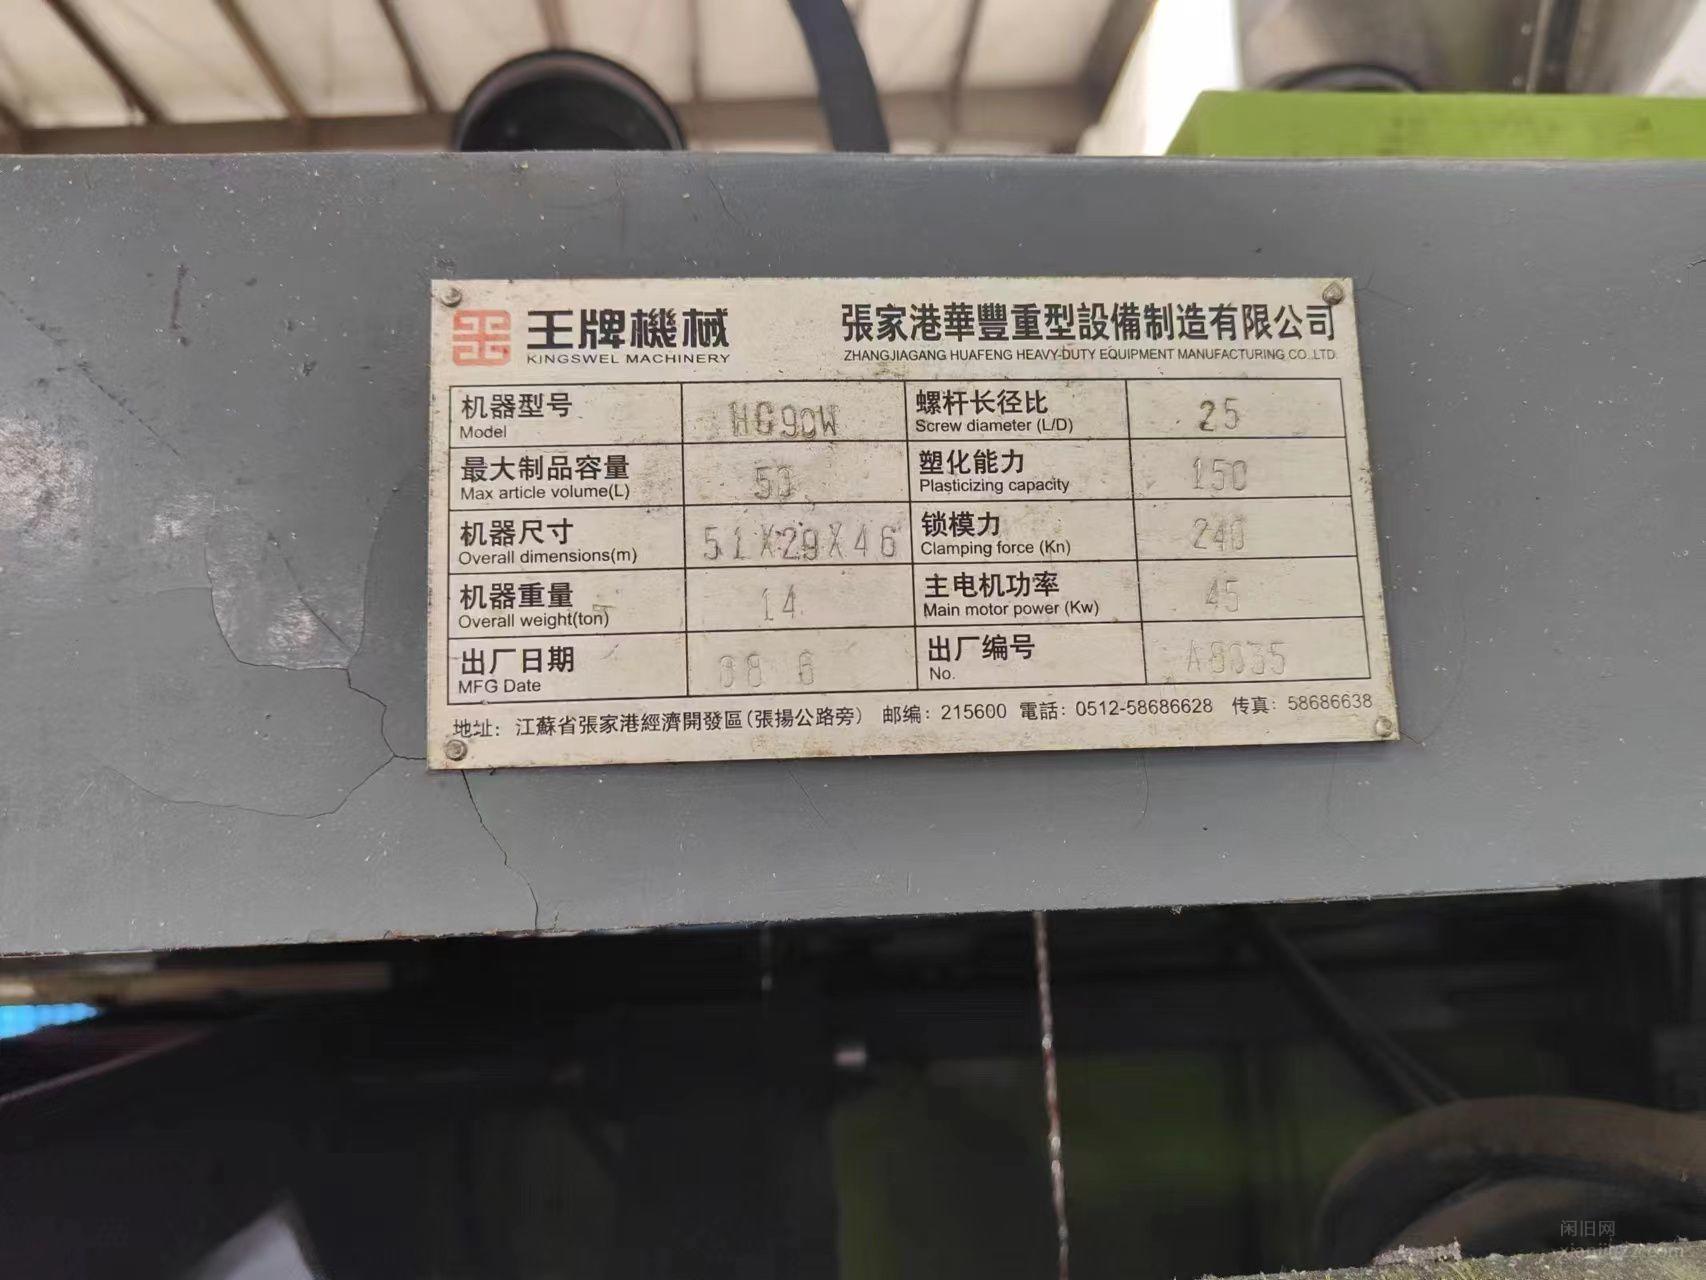 王牌機械
KINGSWEL MACHINERY
張家港華豐重型設備制造有限公司
ZHANGJIAGANG HUAFENG HEAVY-DUTY EQUIPMENT MANUFACTURING CO.,LTD.
机器型号 HG90W 螺杆长径比 25
Model Screw diameter (L/D)
最大制品容量 50 塑化能力 150
Max article volume(L) Plasticizing capacity
机器尺寸 51X29X46 锁模力 240
Overall dimensions(m) Clamping force (Kn)
机器重量 14 主电机功率 45
Overall weight(ton) Main motor power (Kw)
出厂日期 出厂编号
MFG Date No.
地址: 江蘇省張家港經濟開發區(張揚公路旁) 邮编: 215600 電話: 0512-58686628 传真: 58686638
闲旧网